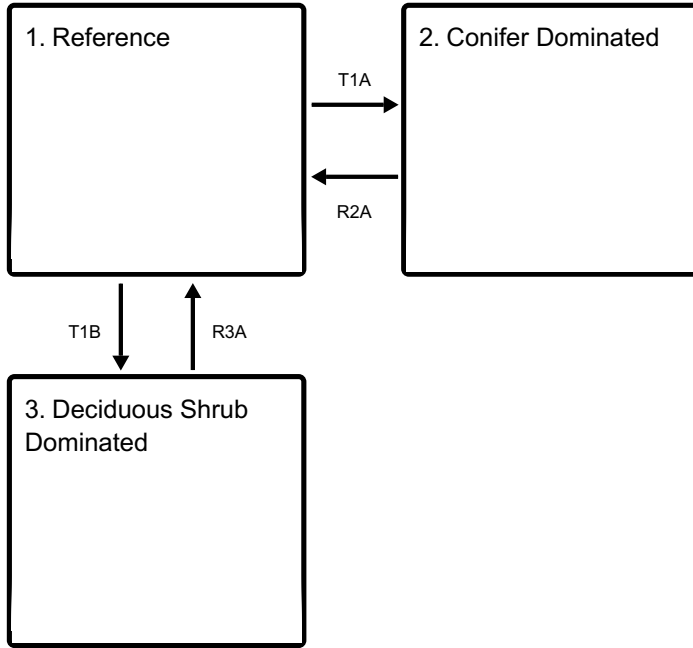 1. Reference
2. Conifer Dominated
T1A
R2A
T1B
R3A
3. Deciduous Shrub
Dominated